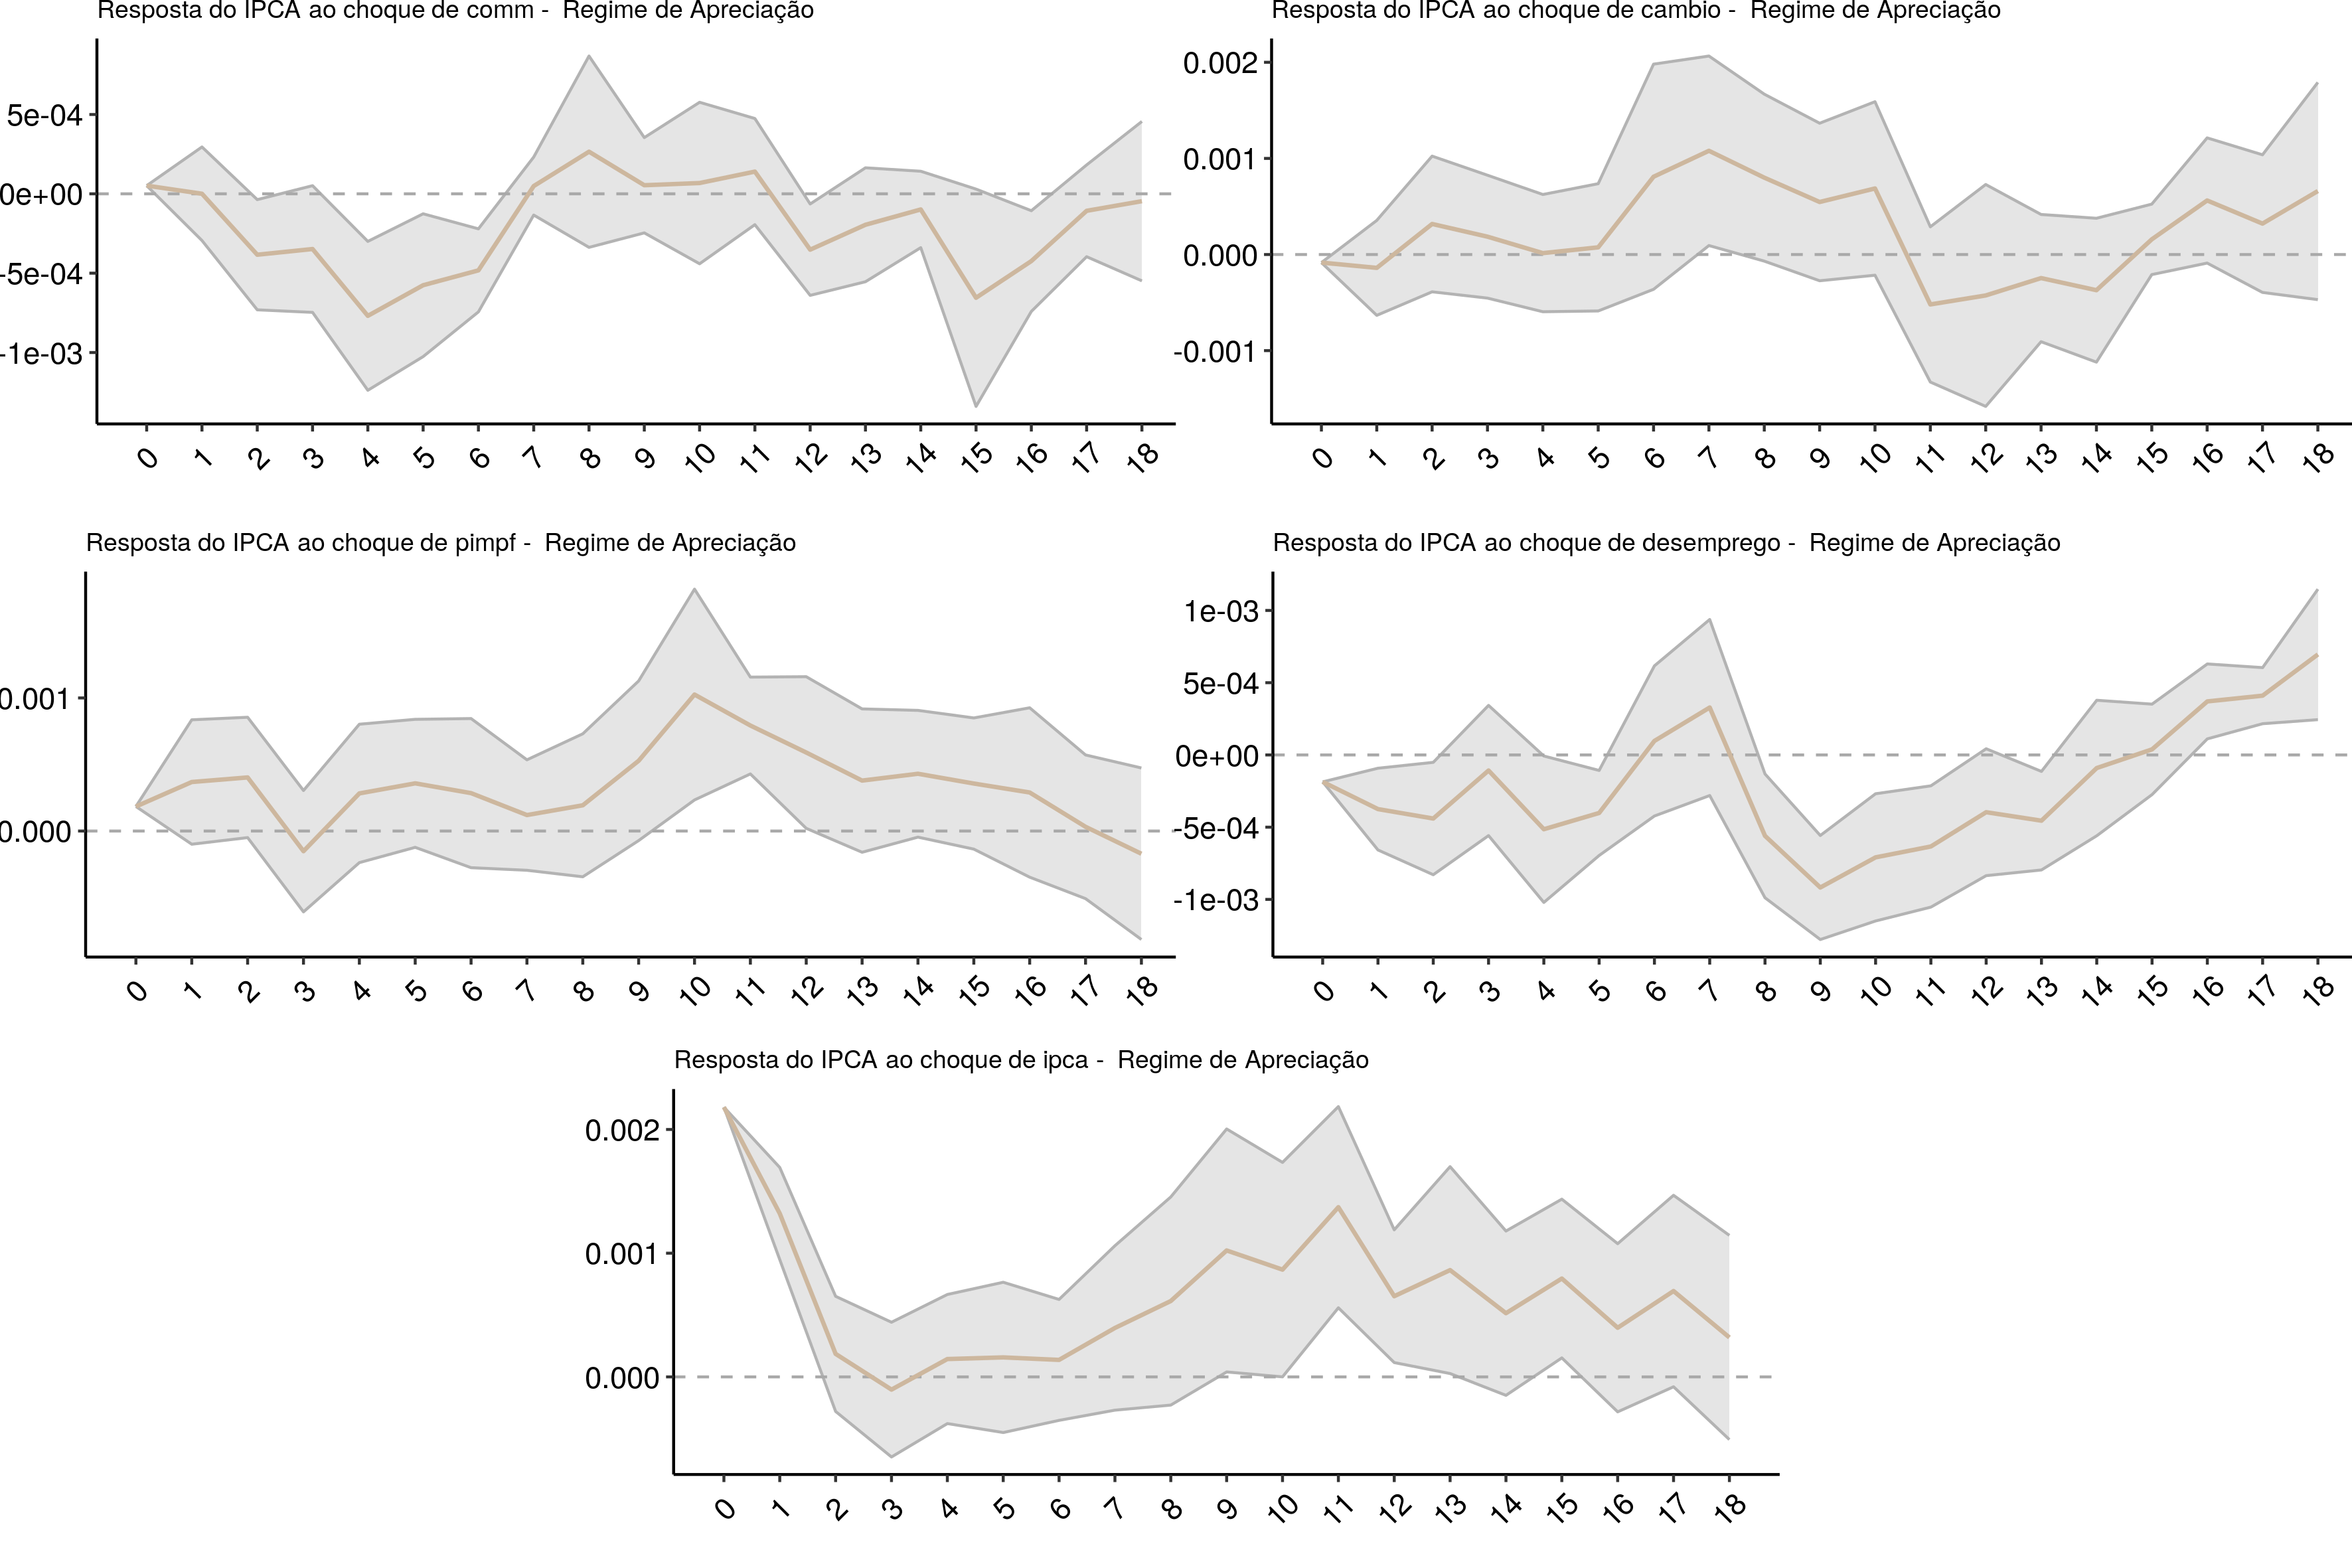 Resposta do IPCA ao choque de comm - Regime de Apreciação
5e-04
0e+00
-5e-04
-1e-03
0 1 2 3 4 5 6 7 8 9 10 11 12 13 14 15 16 17 18
Resposta do IPCA ao choque de cambio - Regime de Apreciação
0.002
0.001
0.000
-0.001
0 1 2 3 4 5 6 7 8 9 10 11 12 13 14 15 16 17 18
Resposta do IPCA ao choque de pimpf - Regime de Apreciação
0.001
0.000
0 1 2 3 4 5 6 7 8 9 10 11 12 13 14 15 16 17 18
Resposta do IPCA ao choque de desemprego - Regime de Apreciação
1e-03
5e-04
0e+00
-5e-04
-1e-03
0 1 2 3 4 5 6 7 8 9 10 11 12 13 14 15 16 17 18
Resposta do IPCA ao choque de ipca - Regime de Apreciação
0.002
0.001
0.000
0 1 2 3 4 5 6 7 8 9 10 11 12 13 14 15 16 17 18